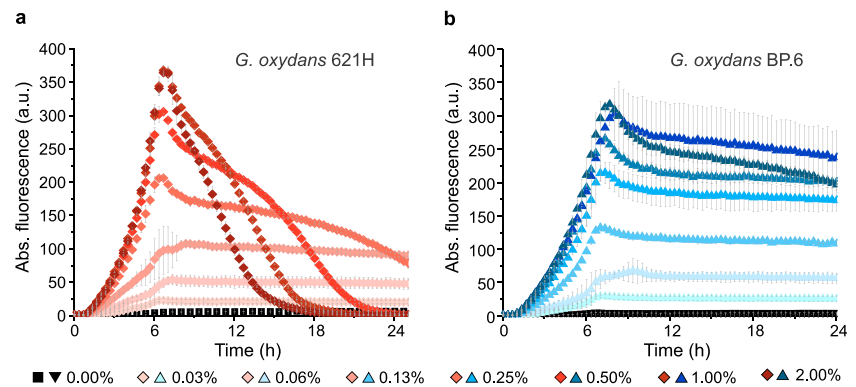 a
G. oxydans 621H
Abs. fluorescence (a.u.)
400
350
300
250
200
150
100
50
0
0 6 12 18 24
Time (h)
b
G. oxydans BP.6
Abs. fluorescence (a.u.)
400
350
300
250
200
150
100
50
0
0 6 12 18 24
Time (h)
0.00% 0.03% 0.06% 0.13% 0.25% 0.50% 1.00% 2.00%